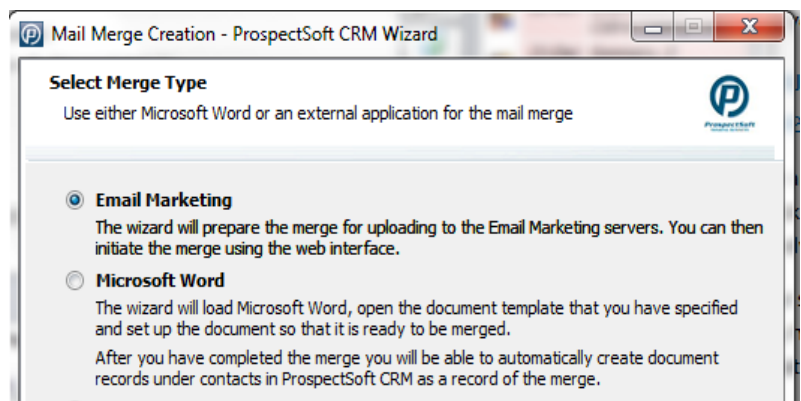 Mail Merge Creation - ProspectSoft CRM Wizard
Select Merge Type
Use either Microsoft Word or an external application for the mail merge
ProspectSoft
Email Marketing
The wizard will prepare the merge for uploading to the Email Marketing servers. You can then
initiate the merge using the web interface.
Microsoft Word
The wizard will load Microsoft Word, open the document template that you have specified
and set up the document so that it is ready to be merged.
After you have completed the merge you will be able to automatically create document
records under contacts in ProspectSoft CRM as a record of the merge.